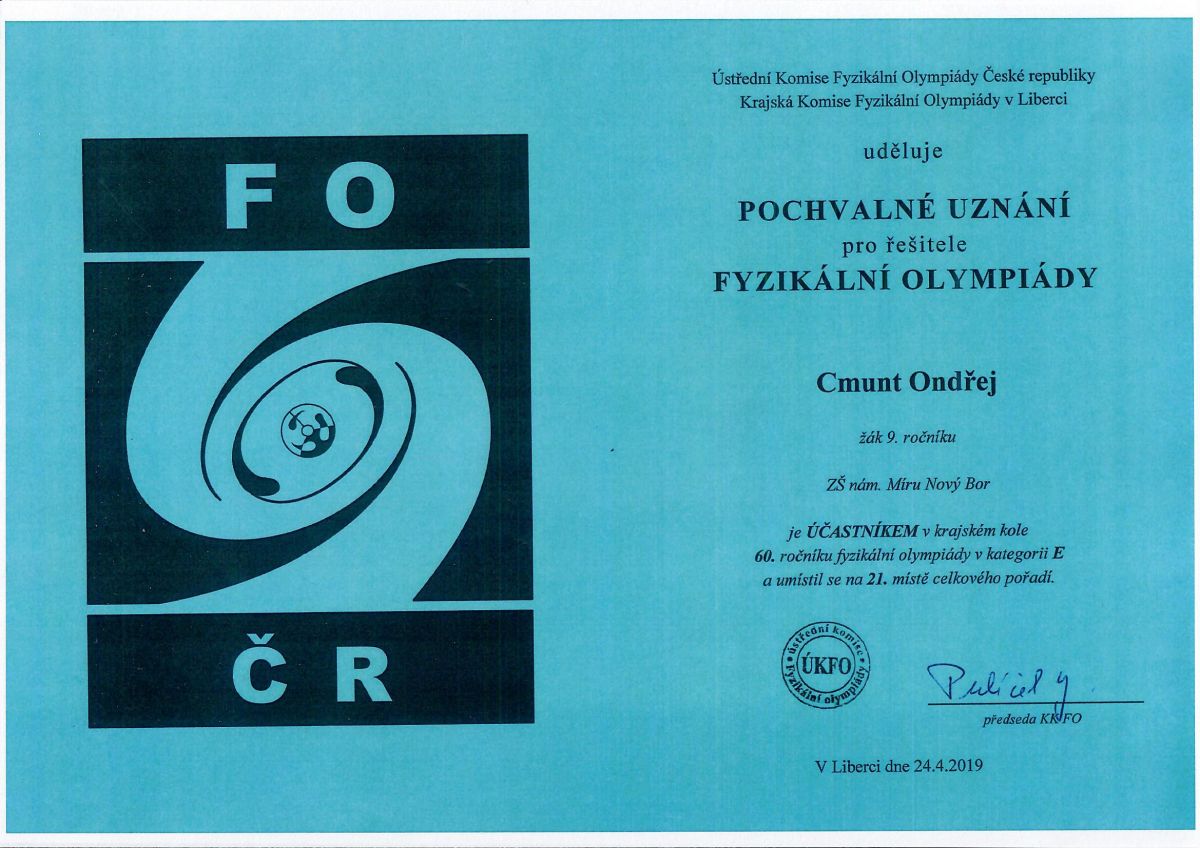 F O
Č R
Ústřední Komise Fyzikální Olympiády České republiky
Krajská Komise Fyzikální Olympiády v Liberci
uděluje
POCHVALNÉ UZNÁNÍ
pro řešitele
FYZIKÁLNÍ OLYMPIÁDY
Cmunt Ondřej
žák 9. ročníku
ZŠ nám. Míru Nový Bor
je ÚČASTNÍKEM v krajském kole
60. ročníku fyzikální olympiády v kategorii E
a umístil se na 21. místě celkového pořadí.
ústřední komise
ÚKFO
Fyzikální olympiády
předseda KK FO
V Liberci dne 24.4.2019